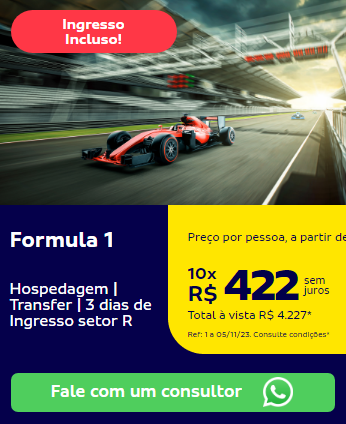 Ingresso
Incluso!
Formula 1
Hospedagem |
Transfer | 3 dias de
Ingresso setor R
Preço por pessoa, a partir de
10x
R$ 422 sem
juros
Total à vista R$ 4.227*
Ref: 1 a 05/11/23. Consulte condições*
Fale com um consultor